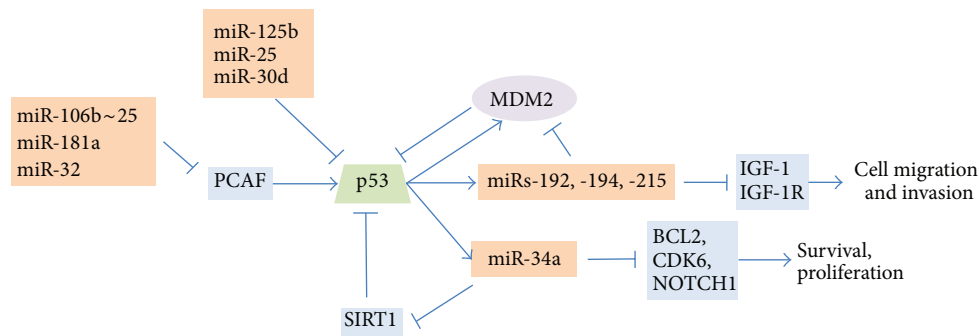 miR-125b
miR-25
miR-30d
miR-106b~25
miR-181a
miR-32
PCAF
p53
MDM2
miRs-192, -194, -215
IGF-1
IGF-1R
Cell migration
and invasion
miR-34a
BCL2,
CDK6,
NOTCH1
Survival,
proliferation
SIRT1